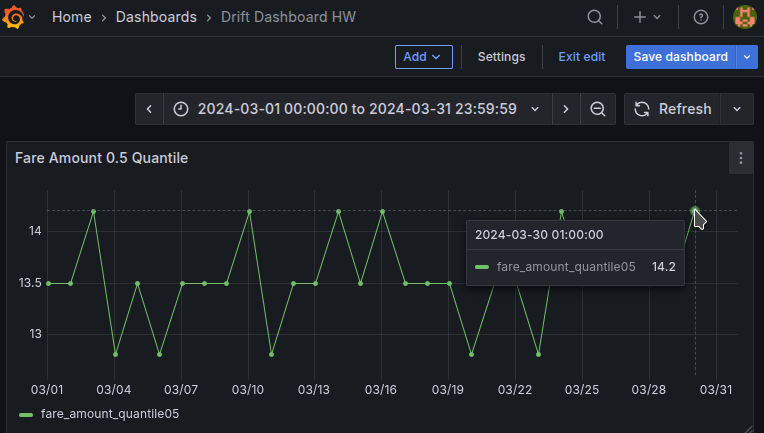 Home › Dashboards › Drift Dashboard HW
Add Settings Exit edit Save dashboard
2024-03-01 00:00:00 to 2024-03-31 23:59:59 Refresh
Fare Amount 0.5 Quantile
14
2024-03-30 01:00:00
fare_amount_quantile05 14.2
13.5
13
03/01 03/04 03/07 03/10 03/13 03/16 03/19 03/22 03/25 03/28 03/31
fare_amount_quantile05